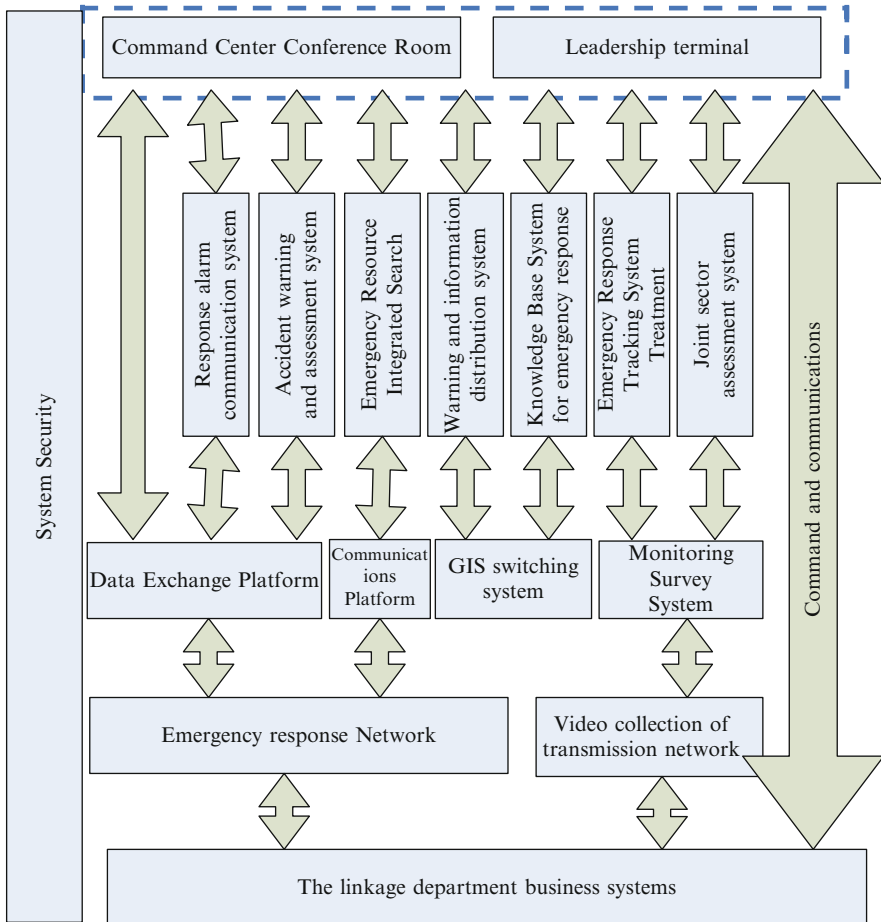 Command Center Conference Room
Leadership terminal
System Security
Response alarm
communication system
Accident warning
and assessment system
Emergency Resource
Integrated Search
Warning and information
distribution system
Knowledge Base System
for emergency response
Emergency Response
Tracking System
Treatment
Joint sector
assessment system
Command and communications
Data Exchange Platform
Communicat
ions
Platform
GIS switching
system
Monitoring
Survey
System
Emergency response Network
Video collection of
transmission network
The linkage department business systems